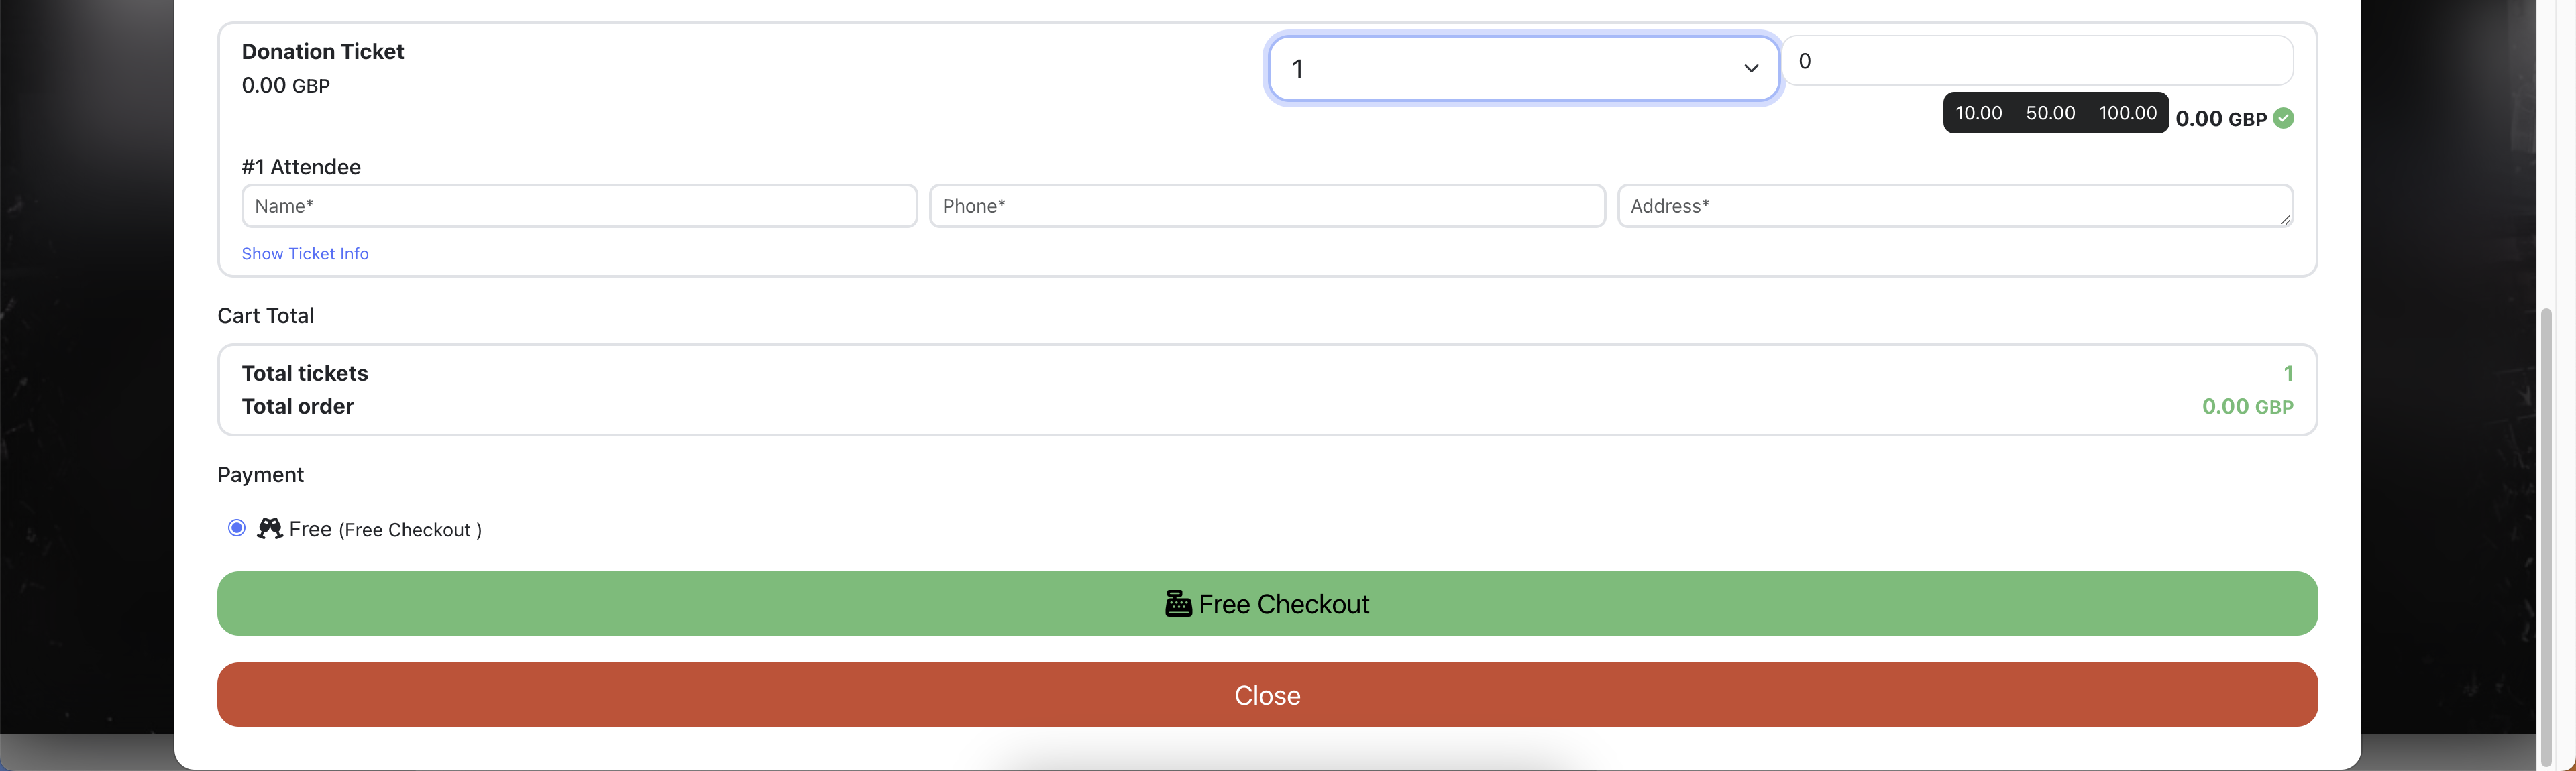 Donation Ticket
0.00 GBP
1
0
10.00 50.00 100.00 0.00 GBP
#1 Attendee
Name* Phone* Address*
Show Ticket Info
Cart Total
Total tickets 1
Total order 0.00 GBP
Payment
Free (Free Checkout )
Free Checkout
Close